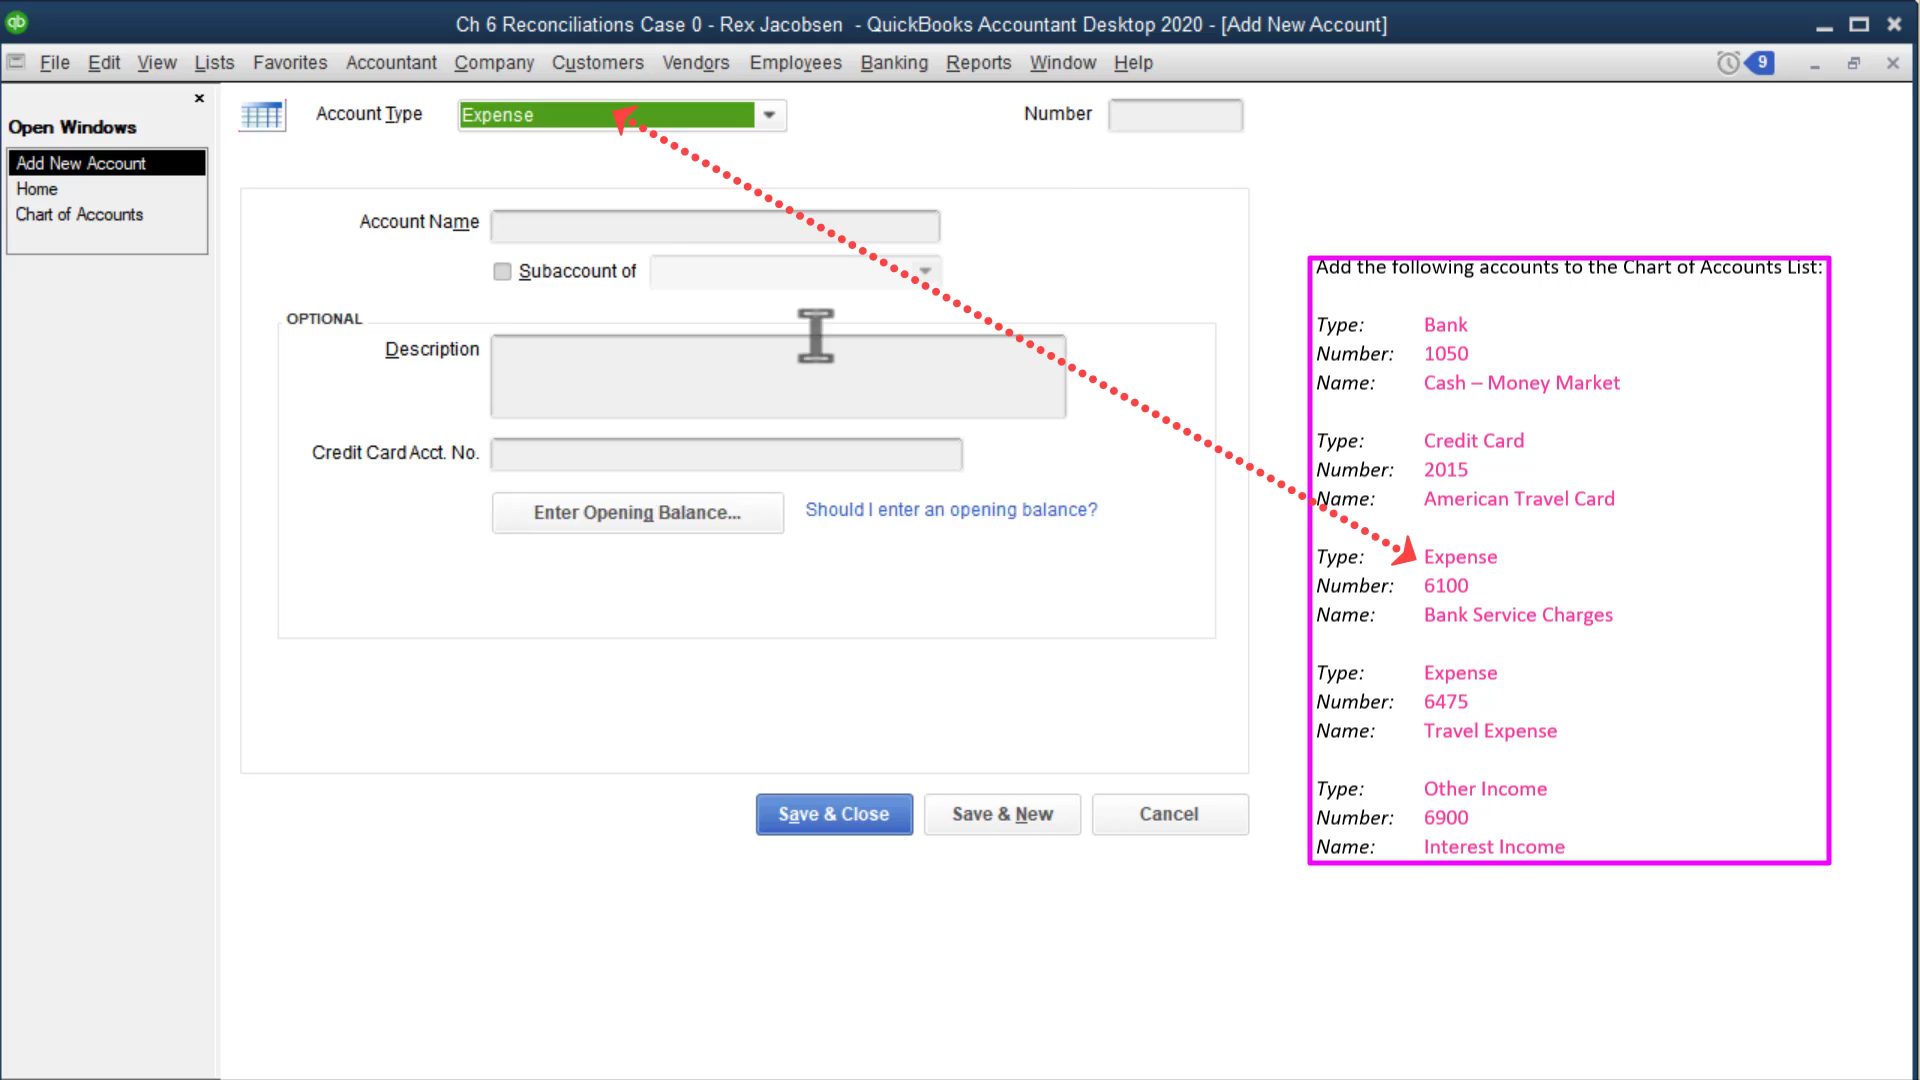 qb
Ch 6 Reconciliations Case 0 - Rex Jacobsen - QuickBooks Accountant Desktop 2020 - [Add New Account]
File Edit View Lists Favorites Accountant Company Customers Vendors Employees Banking Reports Window Help 9
Open Windows
Add New Account
Home
Chart of Accounts
Account Type Expense Number
Account Name
Subaccount of
OPTIONAL
Description
Credit Card Acct. No.
Enter Opening Balance... Should I enter an opening balance?
Save & Close Save & New Cancel
Add the following accounts to the Chart of Accounts List:
Type: Bank
Number: 1050
Name: Cash – Money Market
Type: Credit Card
Number: 2015
Name: American Travel Card
Type: Expense
Number: 6100
Name: Bank Service Charges
Type: Expense
Number: 6475
Name: Travel Expense
Type: Other Income
Number: 6900
Name: Interest Income